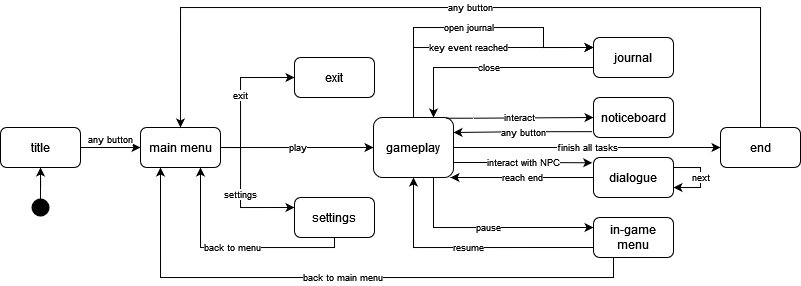 any button
open journal
key event reached
journal
close
exit
exit
interact
noticeboard
any button
title
any button
main menu
play
gameplay
finish all tasks
end
interact with NPC
dialogue
next
reach end
settings
settings
back to menu
pause
in-game
menu
resume
back to main menu